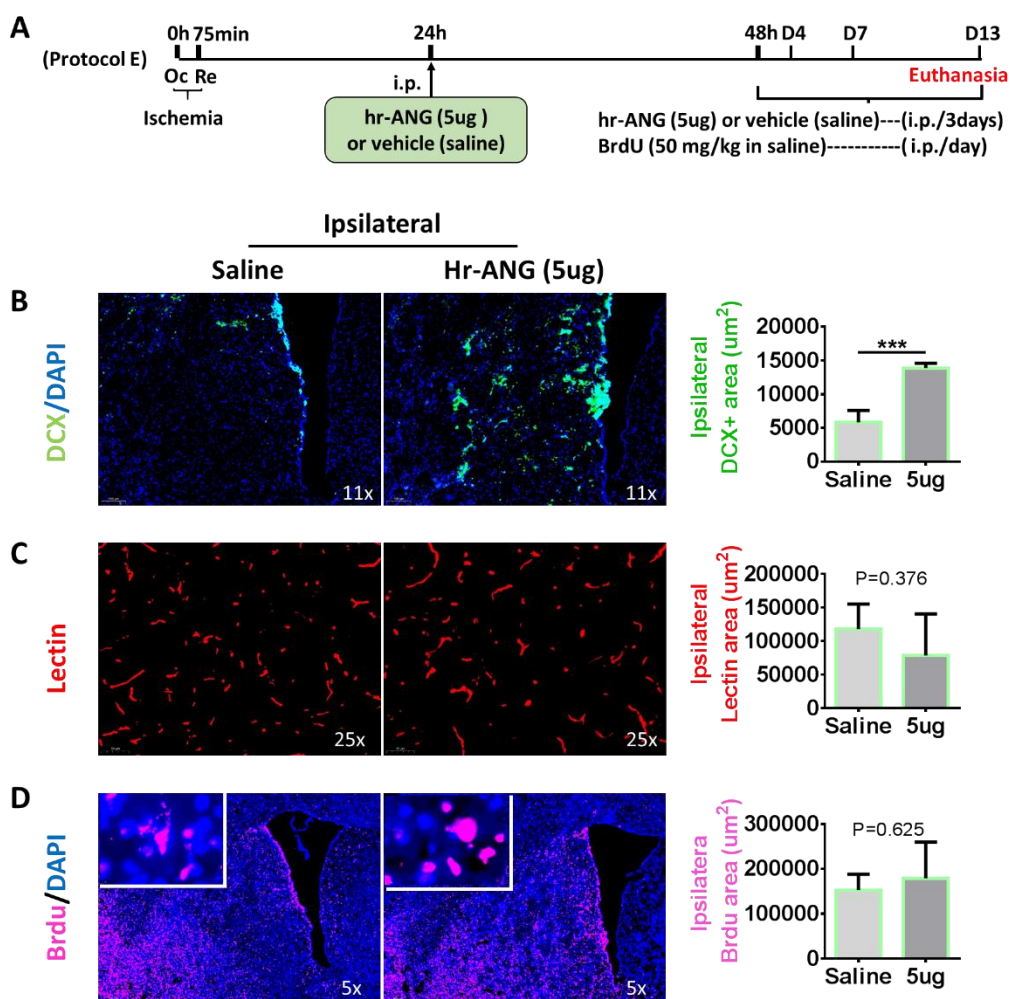 A
(Protocol E)
0h 75min 24h 48h D4 D7 D13
Oc Re
Ischemia
i.p.
hr-ANG (5ug )
or vehicle (saline)
Euthanasia
hr-ANG (5ug) or vehicle (saline)---(i.p./3days)
BrdU (50 mg/kg in saline)-----------( i.p./day)
Ipsilateral
Saline Hr-ANG (5ug)
B
DCX/DAPI
11x
11x
Ipsilateral
DCX+ area (um²)
20000
15000
10000
5000
0
***
Saline 5ug
C
Lectin
25x
25x
Ipsilateral
Lectin area (um²)
200000
150000
100000
50000
0
P=0.376
Saline 5ug
D
Brdu/DAPI
5x
5x
Ipsilatera
Brdu area (um²)
300000
200000
100000
0
P=0.625
Saline 5ug